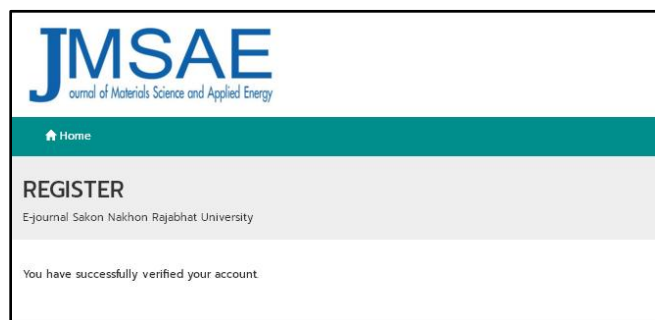 JMSAE
Journal of Materials Science and Applied Energy
Home
REGISTER
E-journal Sakon Nakhon Rajabhat University
You have successfully verified your account